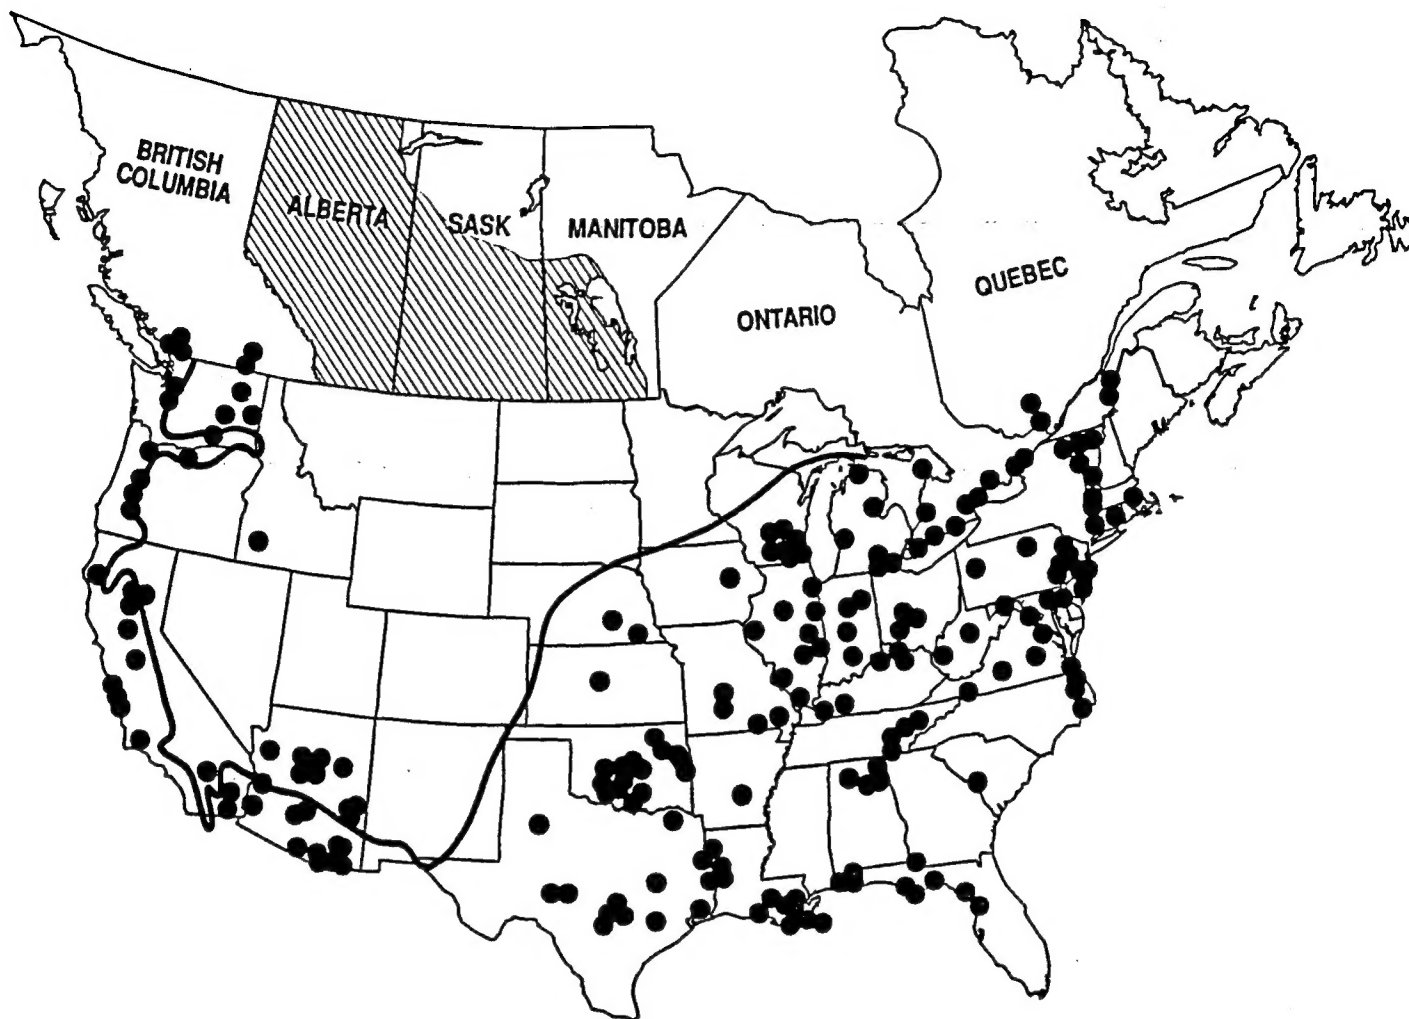 BRITISH
COLUMBIA
ALBERTA
SASK
MANITOBA
ONTARIO
QUEBEC